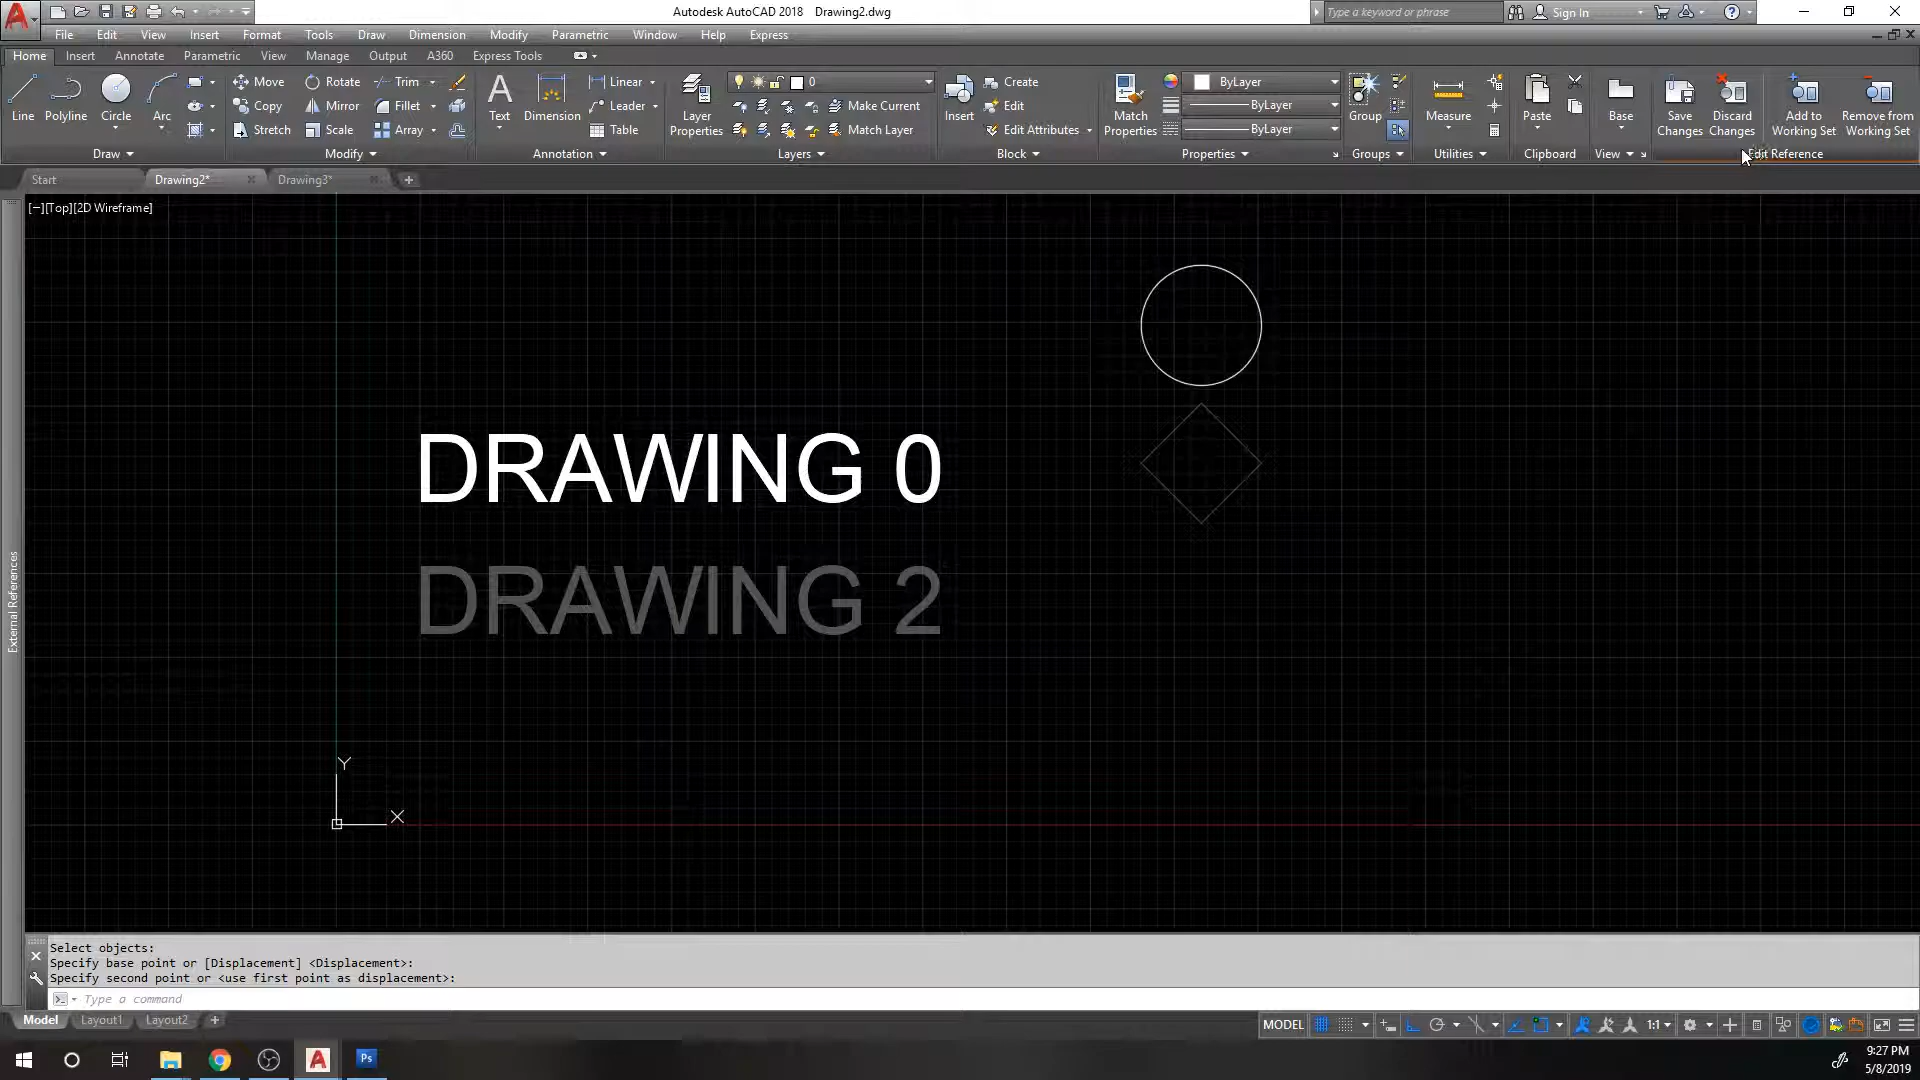 Autodesk AutoCAD 2018 Drawing2.dwg
Type a keyword or phrase
Sign In
File Edit View Insert Format Tools Draw Dimension Modify Parametric Window Help Express
Home Insert Annotate Parametric View Manage Output A360 Express Tools
Line
Polyline
Circle
Arc
Draw
Move
Copy
Stretch
Rotate
Mirror
Scale
Trim
Fillet
Array
Modify
Text
Dimension
Linear
Leader
Table
Annotation
Layer
Properties
0
Make Current
Match Layer
Layers
Insert
Create
Edit
Edit Attributes
Block
Match
Properties
ByLayer
ByLayer
ByLayer
Properties
Group
Groups
Measure
Utilities
Paste
Clipboard
Base
View
Save
Changes
Discard
Changes
Add to
Working Set
Remove from
Working Set
Edit Reference
Start Drawing2* Drawing3*
[−][Top][2D Wireframe]
DRAWING 0
DRAWING 2
Y
X
External References
Select objects:
Specify base point or [Displacement] <Displacement>:
Specify second point or <use first point as displacement>:
Type a command
Model Layout1 Layout2
MODEL 1:1
Ps
9:27 PM
5/8/2019